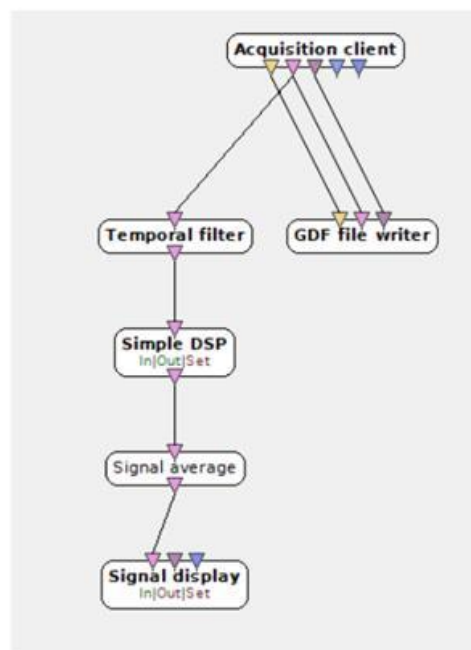 Acquisition client
Temporal filter
GDF file writer
Simple DSP
In|Out|Set
Signal average
Signal display
In|Out|Set